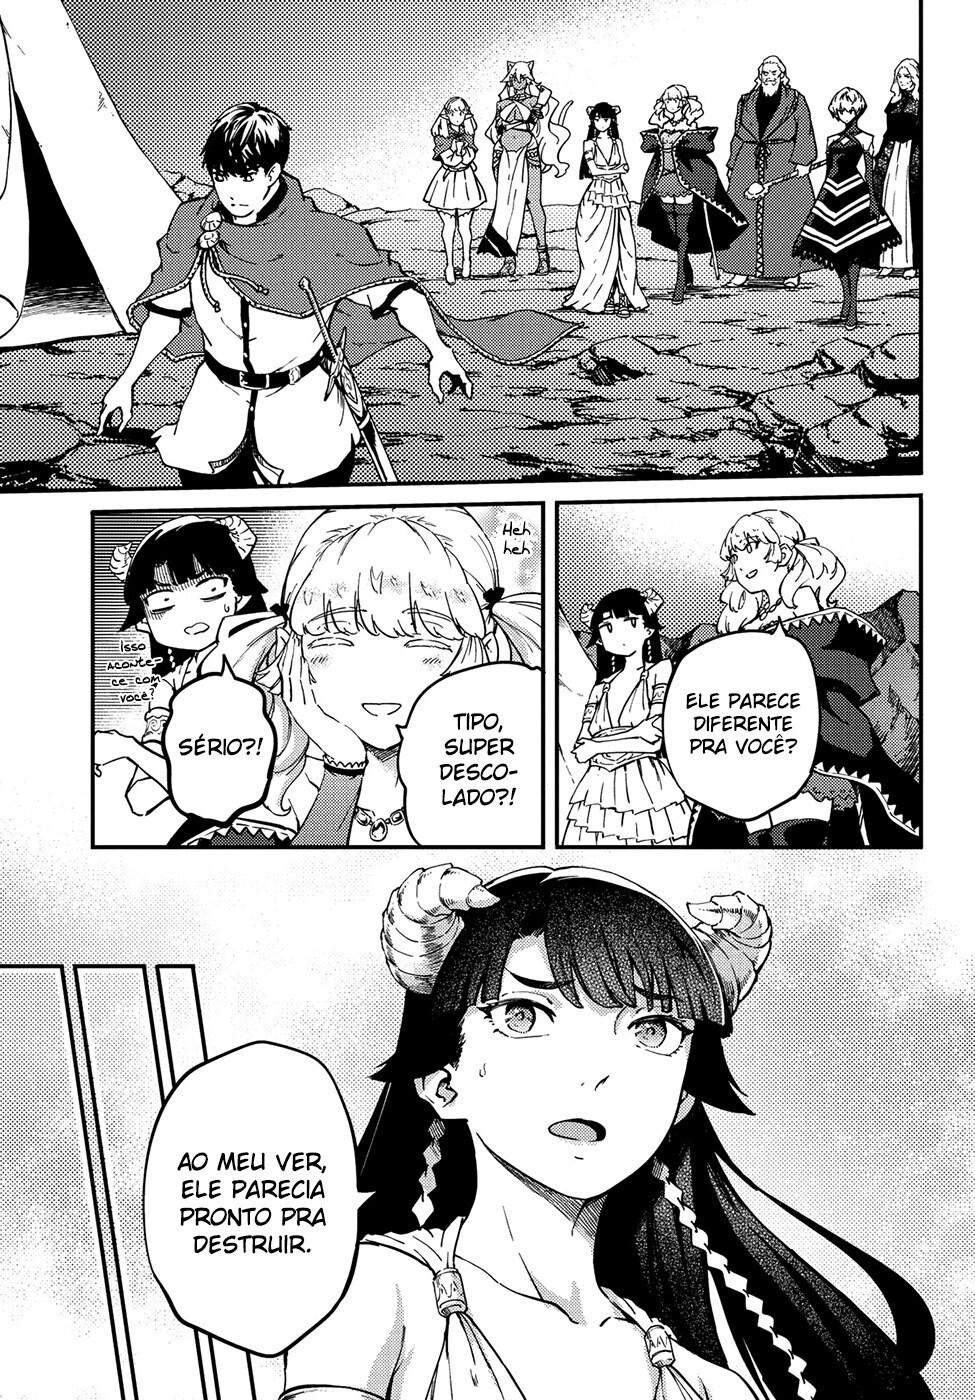 ELE PARECE
DIFERENTE
PRA VOCÊ?
Heh
heh
TIPO,
SUPER
DESCO-
LADO?!
SÉRIO?!
Isso
aconte-
ce com
você?
AO MEU VER,
ELE PARECIA
PRONTO PRA
DESTRUIR.